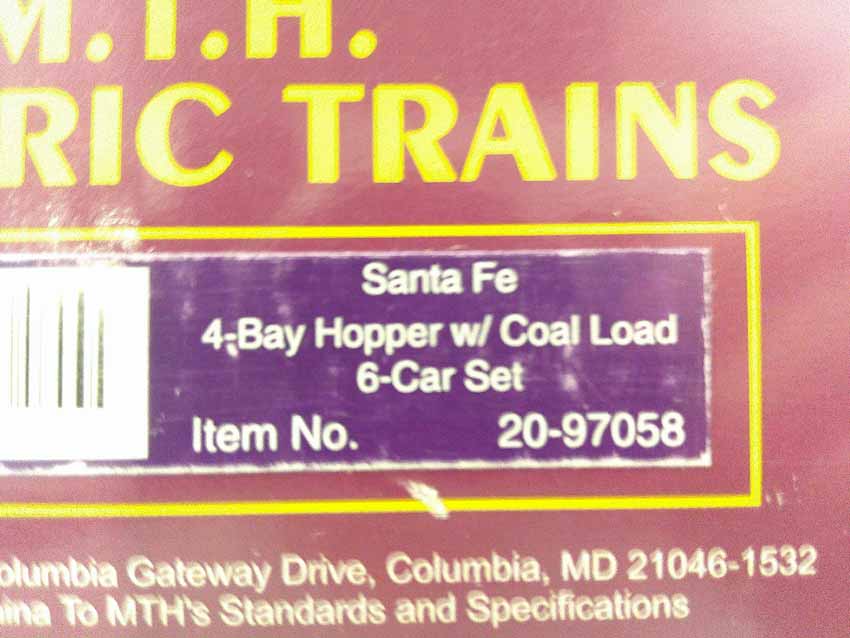 M.T.H.
RIC TRAINS
Santa Fe
4-Bay Hopper w/ Coal Load
6-Car Set
Item No. 20-97058
olumbia Gateway Drive, Columbia, MD 21046-1532
ina To MTH's Standards and Specifications